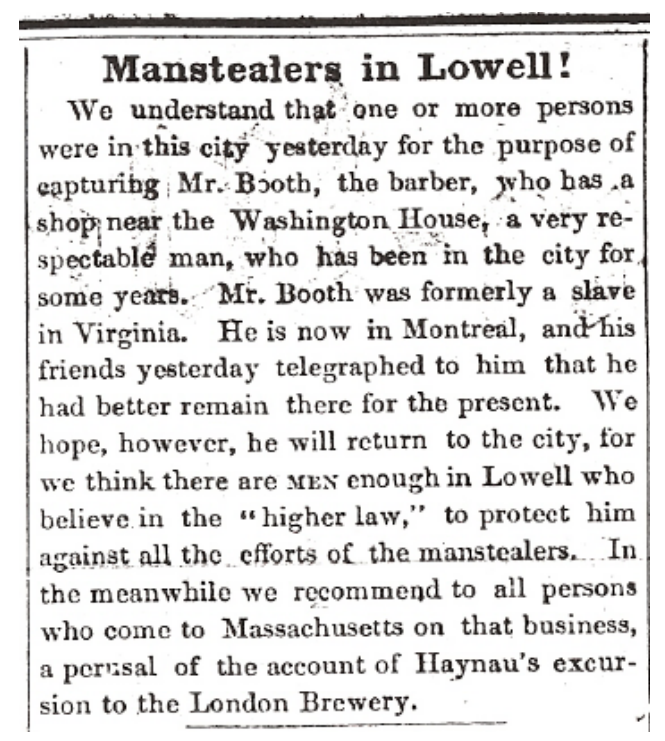 Manstealers in Lowell!
We understand that one or more persons
were in this city yesterday for the purpose of
capturing Mr. Booth, the barber, who has a
shop near the Washington House, a very re-
spectable man, who has been in the city for
some years. Mr. Booth was formerly a slave
in Virginia. He is now in Montreal, and his
friends yesterday telegraphed to him that he
had better remain there for the present. We
hope, however, he will return to the city, for
we think there are MEN enough in Lowell who
believe in the "higher law," to protect him
against all the efforts of the manstealers. In
the meanwhile we recommend to all persons
who come to Massachusetts on that business,
a perusal of the account of Haynau's excur-
sion to the London Brewery.